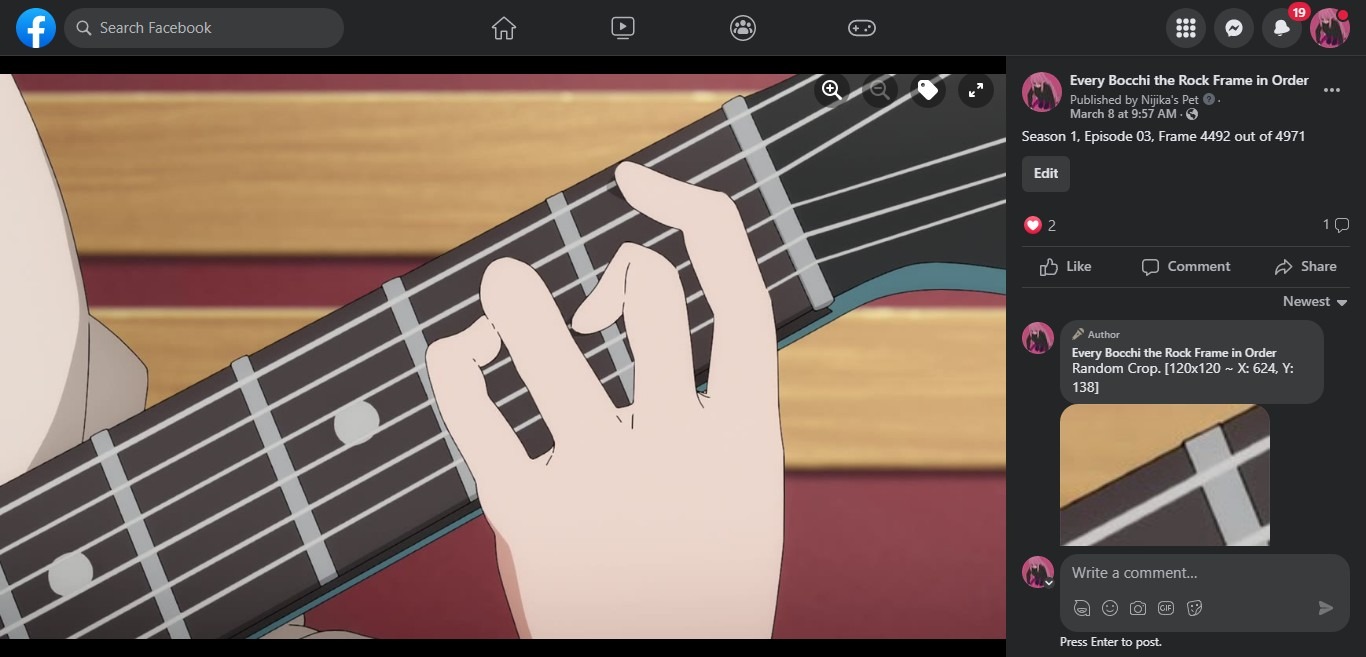 Search Facebook
19
Every Bocchi the Rock Frame in Order
Published by Nijika's Pet
March 8 at 9:57 AM ·
Season 1, Episode 03, Frame 4492 out of 4971
Edit
2
1
Like
Comment
Share
Newest
Author
Every Bocchi the Rock Frame in Order
Random Crop. [120x120 ~ X: 624, Y:
138]
Write a comment...
GIF
Press Enter to post.